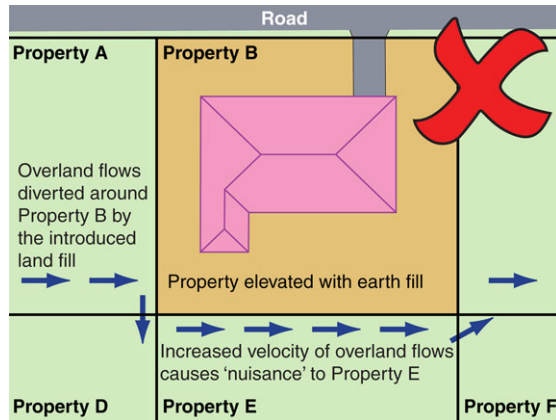 Road
Property A
Property B
Overland flows
diverted around
Property B by
the introduced
land fill
Property elevated with earth fill
Increased velocity of overland flows
causes ‘nuisance’ to Property E
Property D
Property E
Property F